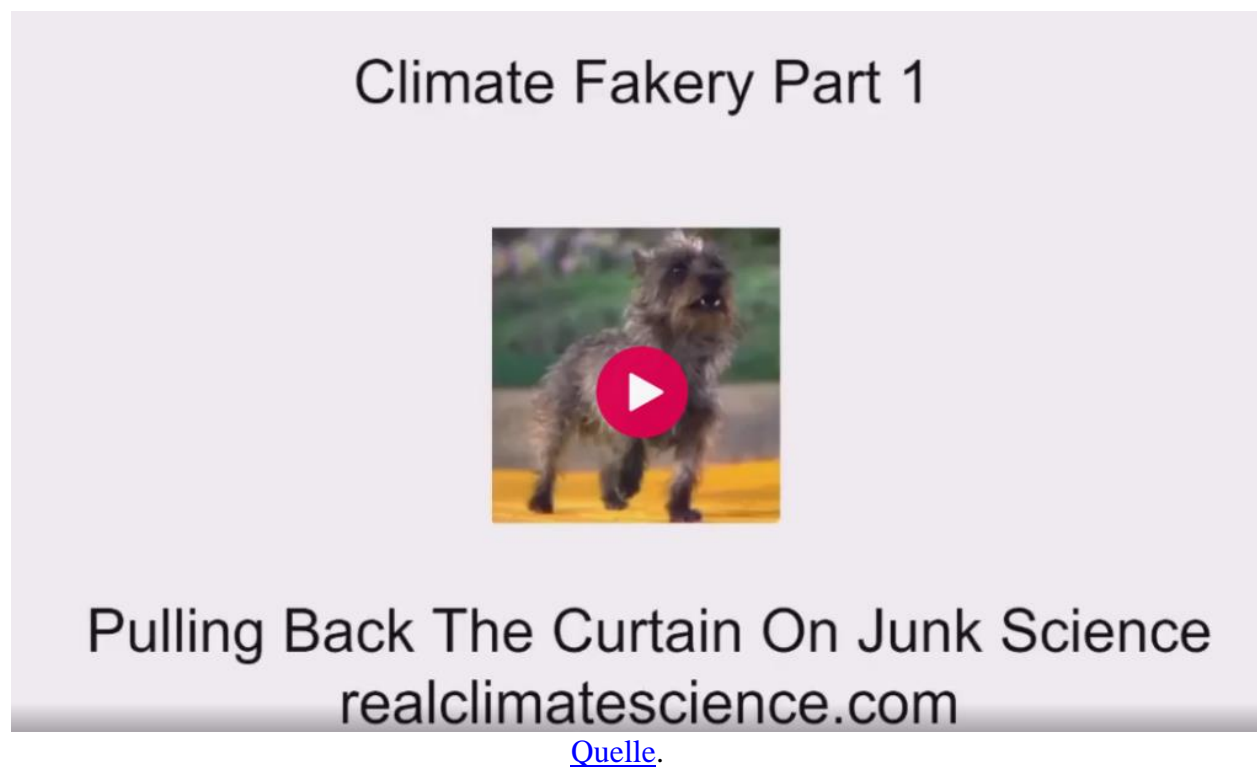 Climate Fakery Part 1
Pulling Back The Curtain On Junk Science
realclimatescience.com
Quelle.